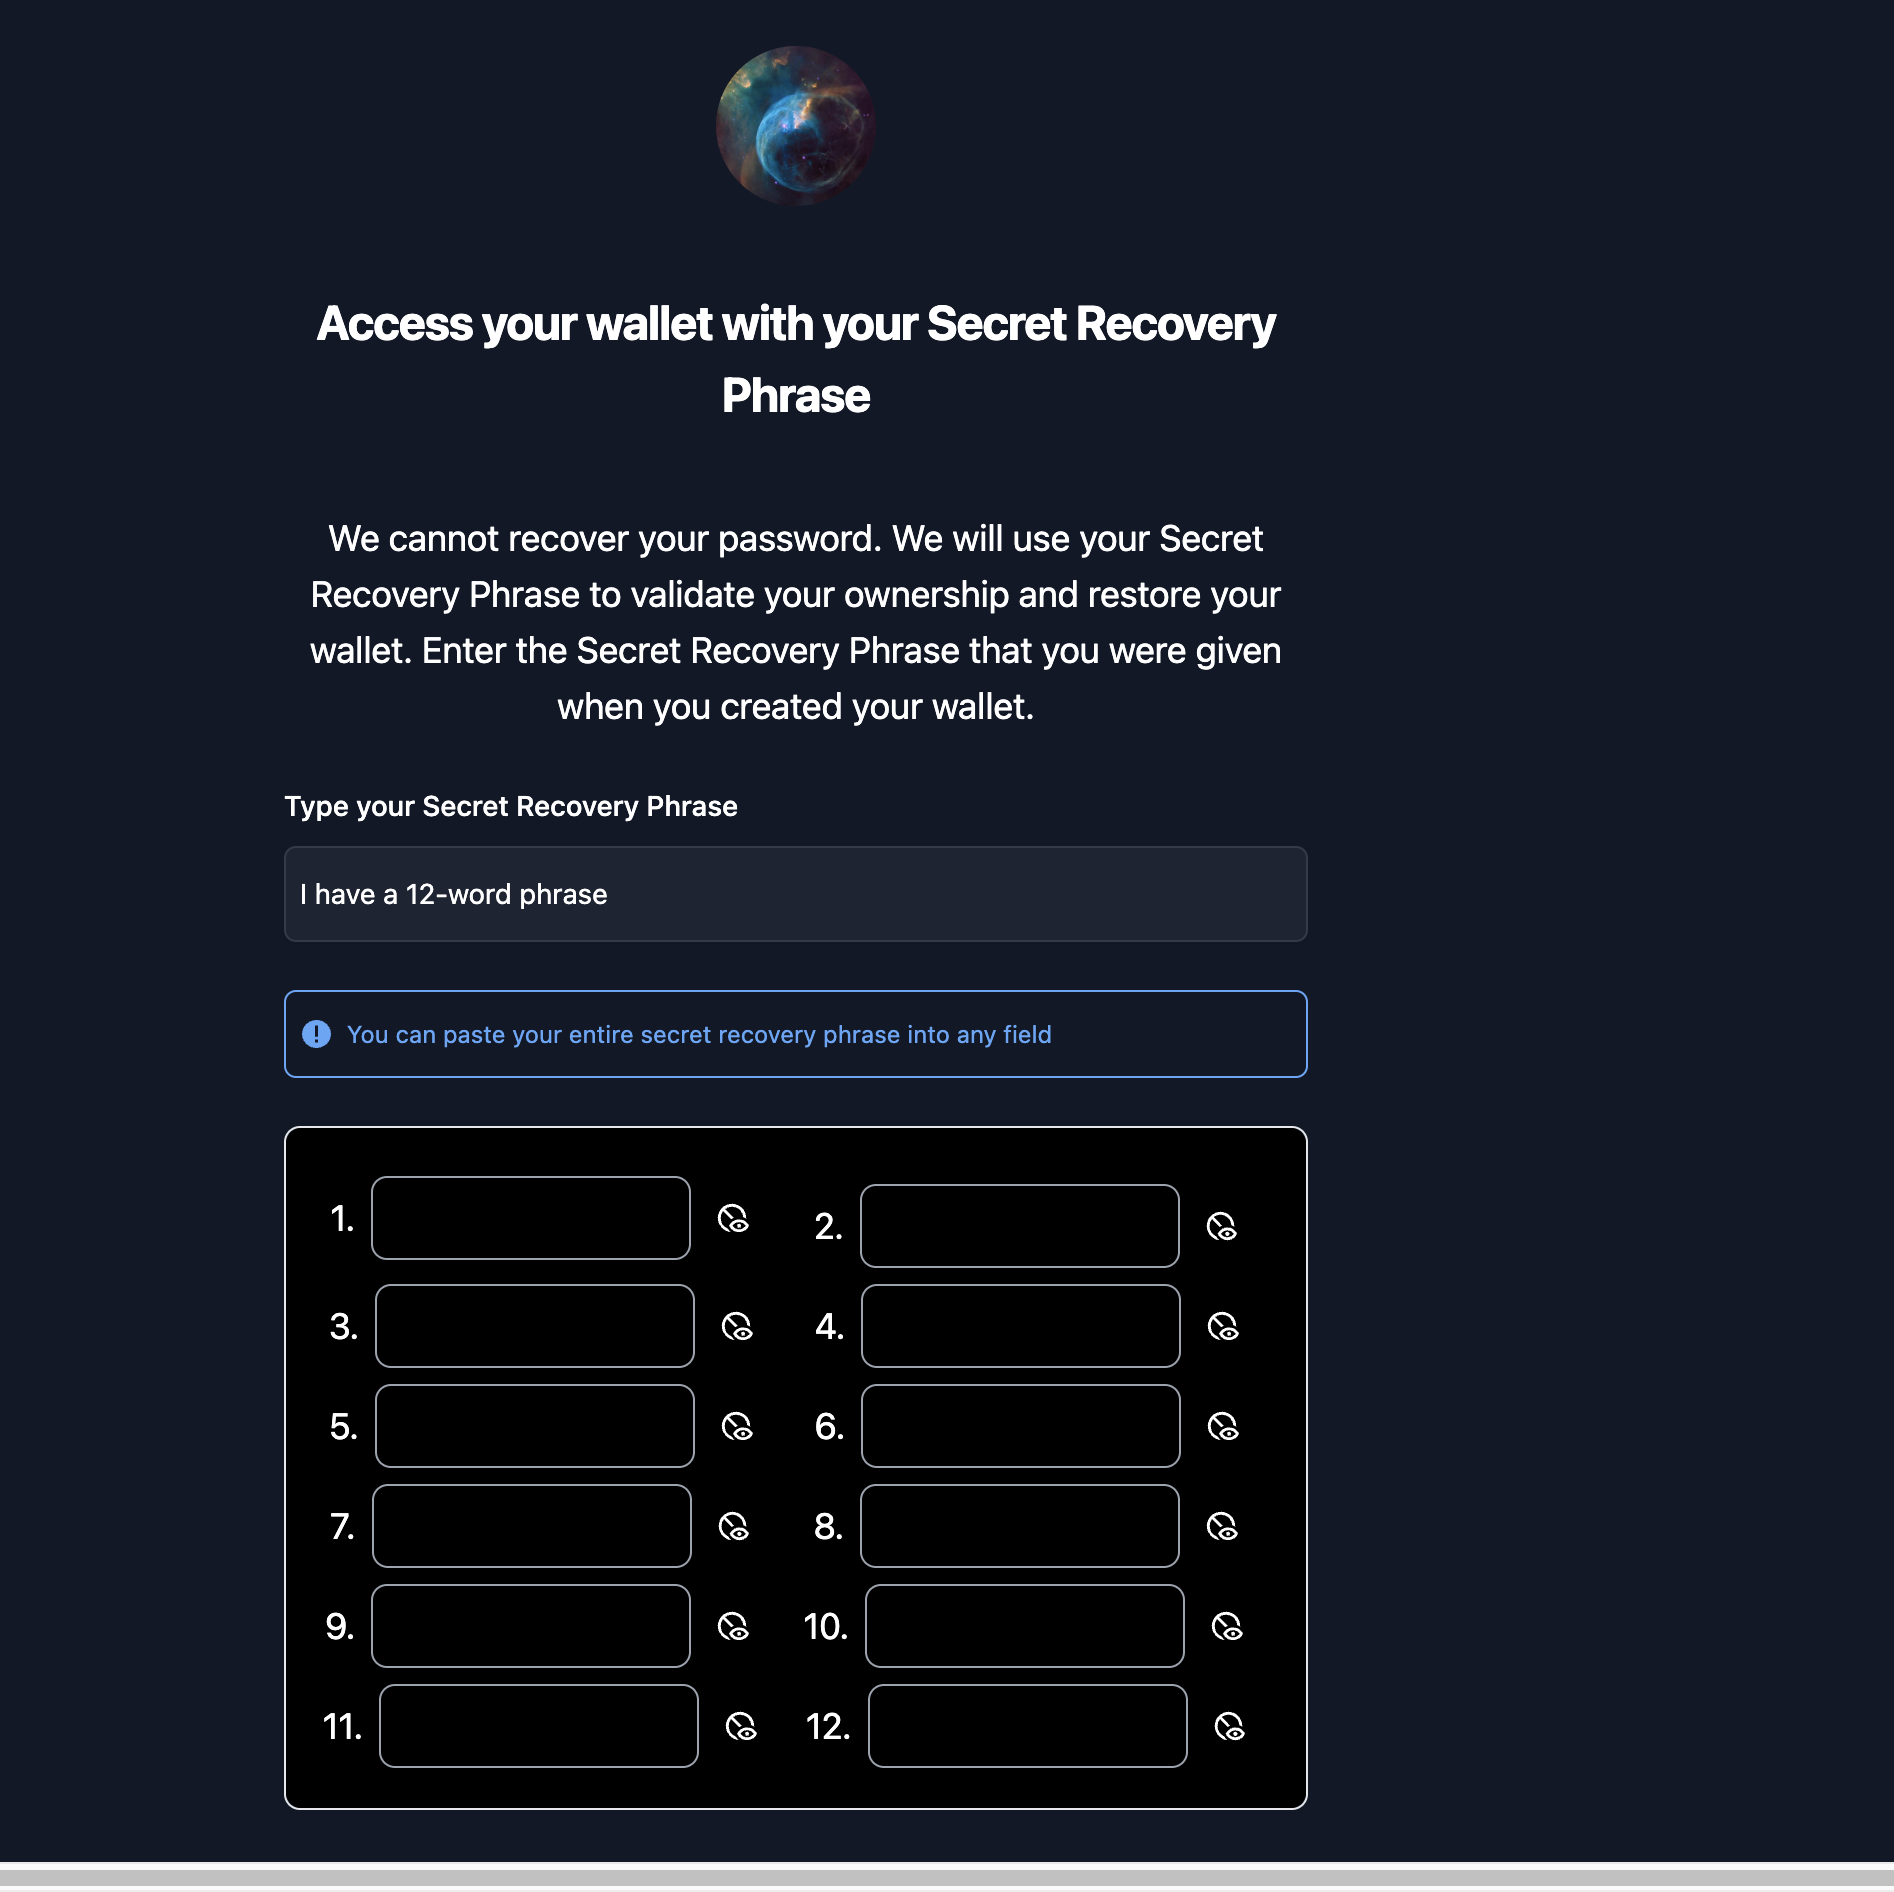 Access your wallet with your Secret Recovery
Phrase
We cannot recover your password. We will use your Secret
Recovery Phrase to validate your ownership and restore your
wallet. Enter the Secret Recovery Phrase that you were given
when you created your wallet.
Type your Secret Recovery Phrase
I have a 12-word phrase
You can paste your entire secret recovery phrase into any field
1. 2.
3. 4.
5. 6.
7. 8.
9. 10.
11. 12.